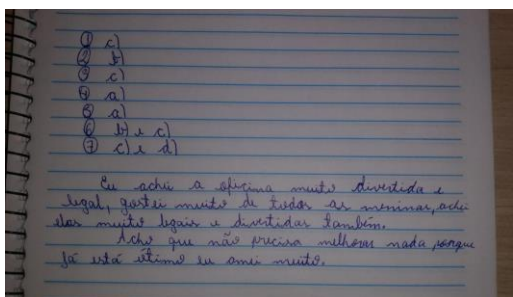 ① c)
② b)
③ c)
④ a)
⑤ a)
⑥ b) e c)
⑦ c) e d)
Eu achei a oficina muito divertida e
legal, gostei muito de todas as meninas, achei
elas muito legais e divertidas também.
Acho que não precisa melhorar nada porque
já está ótimo eu amei muito.